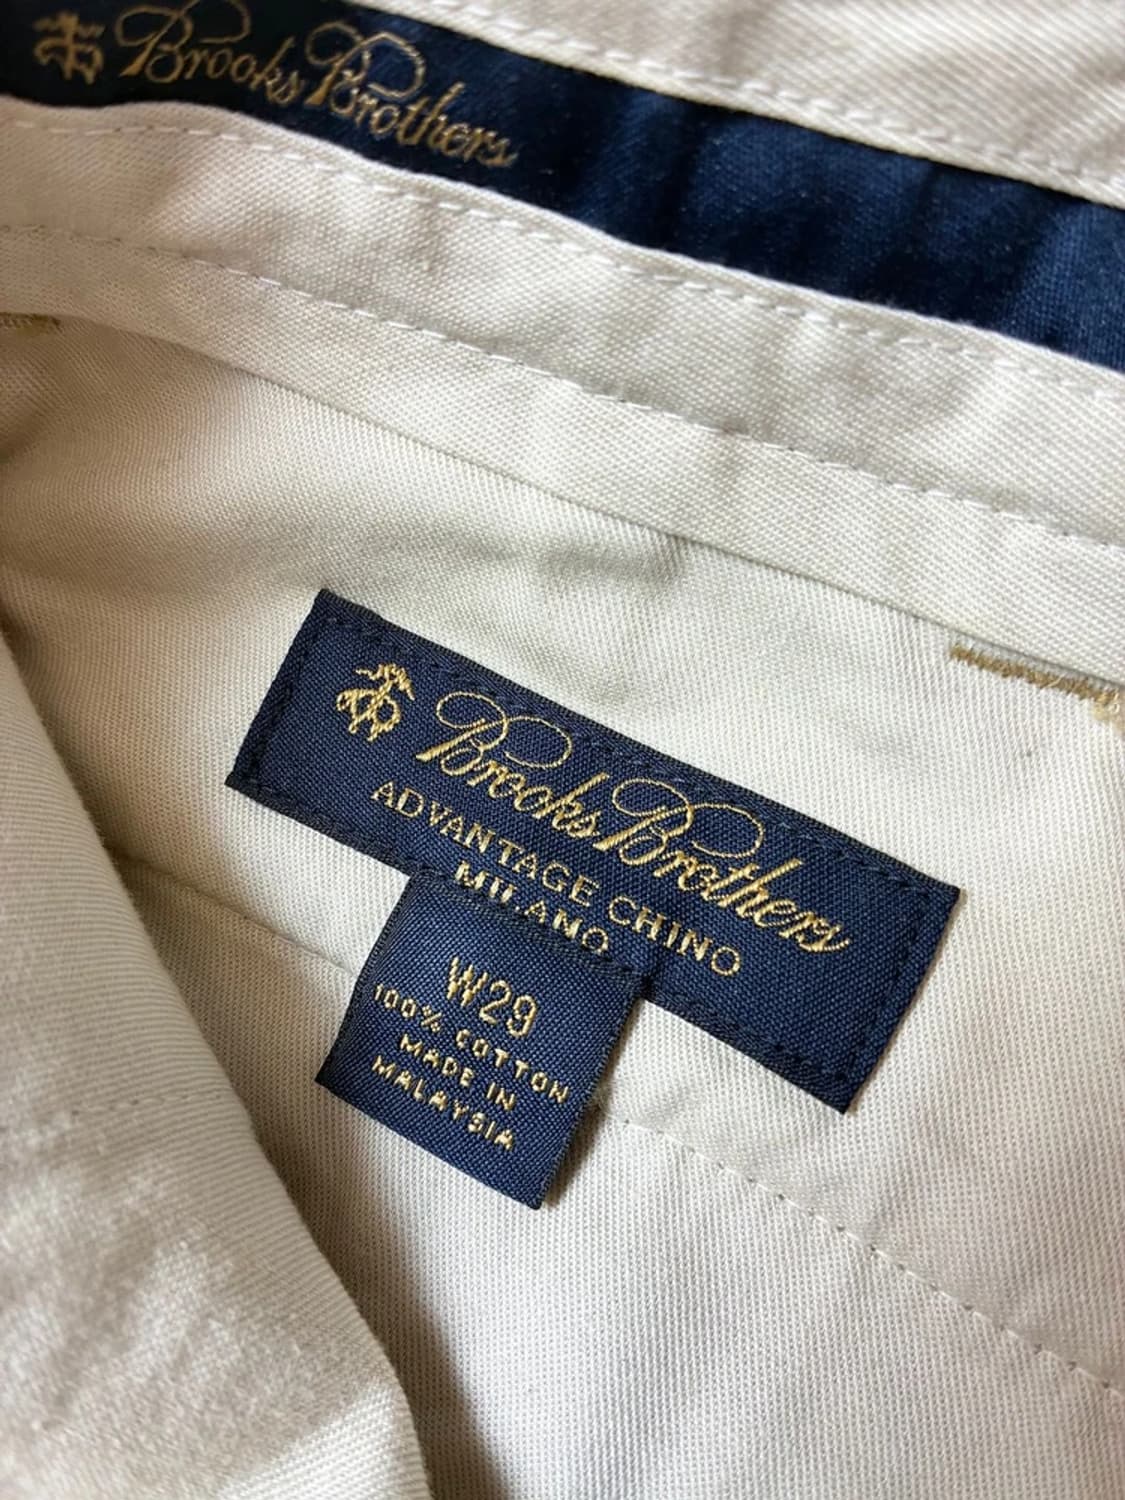 Brooks Brothers
Brooks Brothers
ADVANTAGE CHINO
MILANO
W29
100% COTTON
MADE IN
MALAYSIA